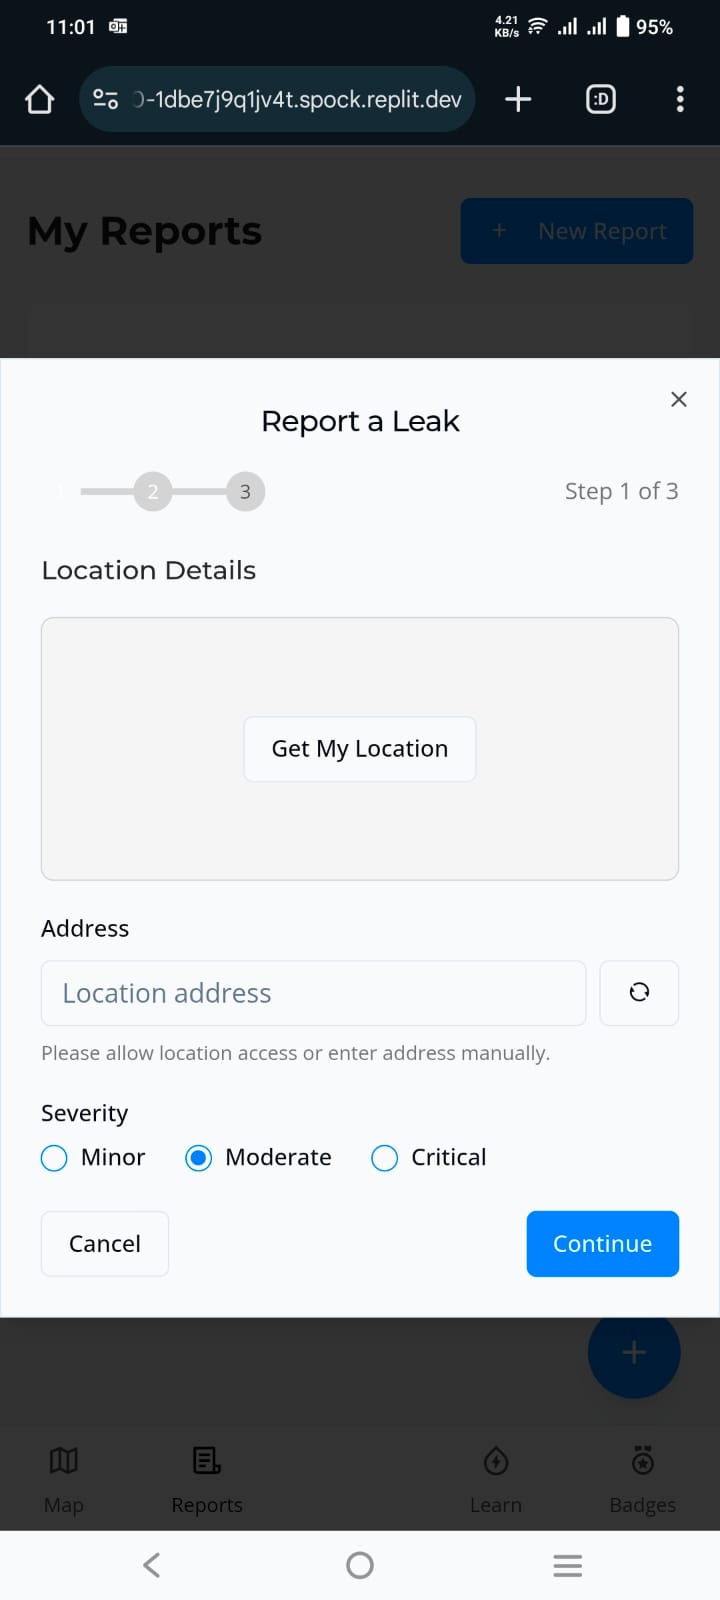 11:01 4.21 KB/s 95%
-1dbe7j9q1jv4t.spock.replit.dev :D
My Reports + New Report
Report a Leak
1 2 3 Step 1 of 3
Location Details
Get My Location
Address
Location address
Please allow location access or enter address manually.
Severity
Minor Moderate Critical
Cancel Continue
Map Reports Learn Badges